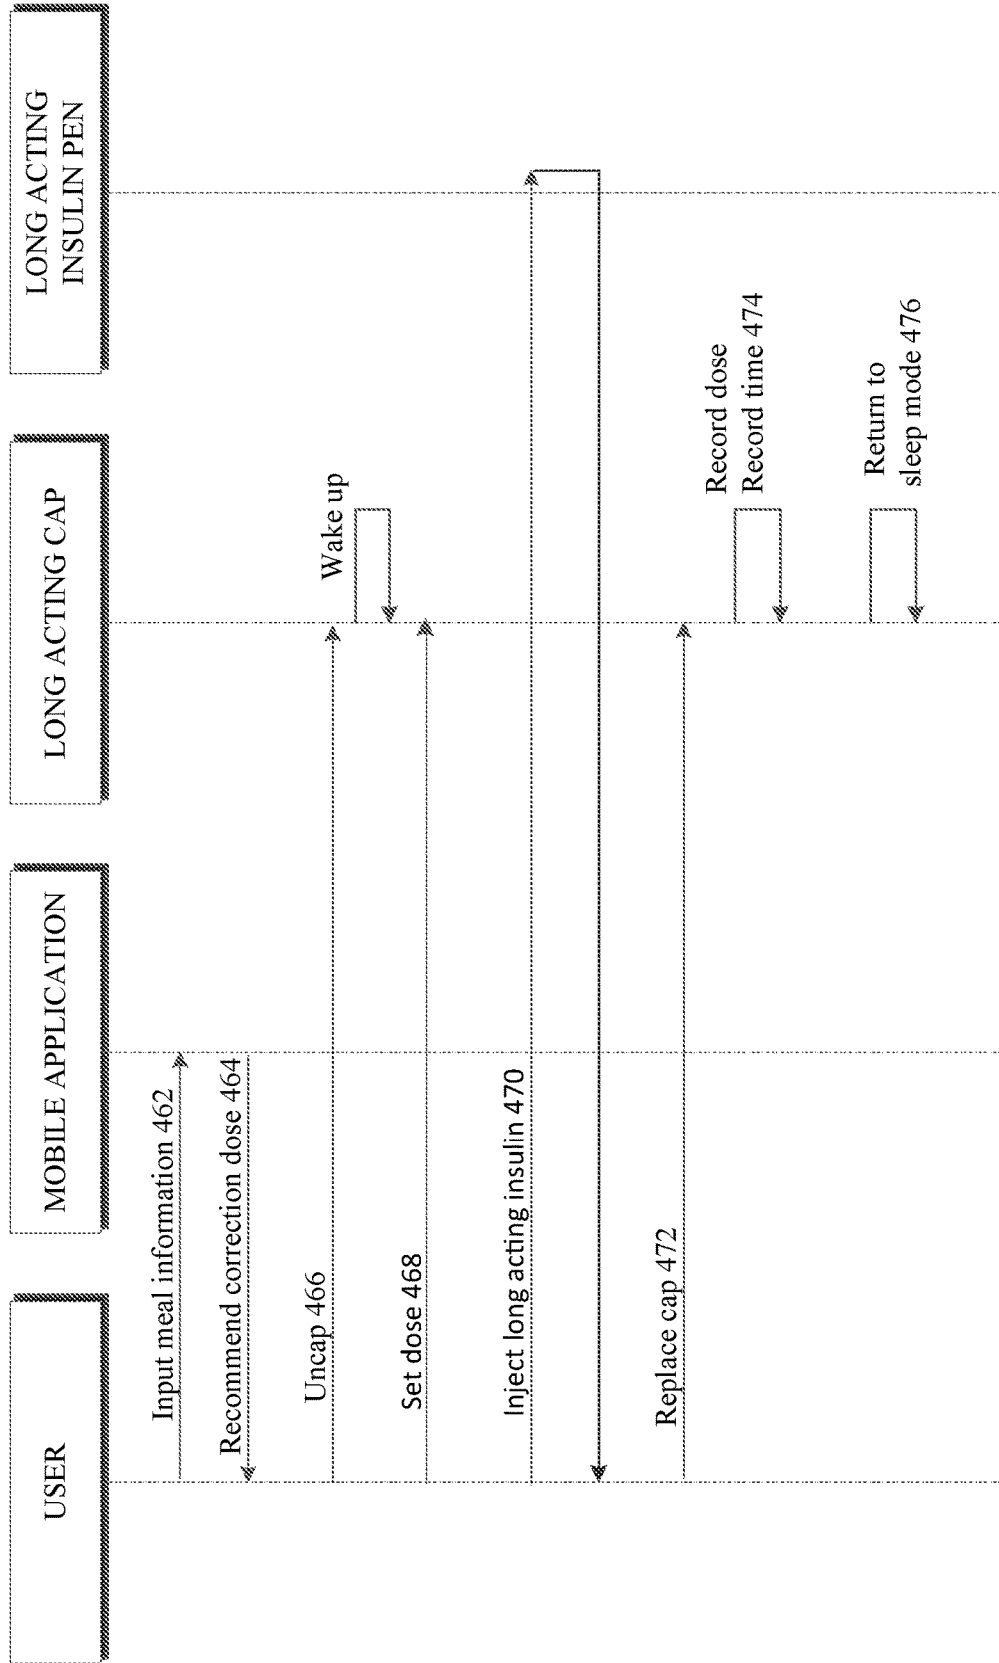 USER
MOBILE APPLICATION
LONG ACTING CAP
LONG ACTING
INSULIN PEN
Input meal information 462
Recommend correction dose 464
Uncap 466
Wake up
Set dose 468
Inject long acting insulin 470
Replace cap 472
Record dose
Record time 474
Return to
sleep mode 476